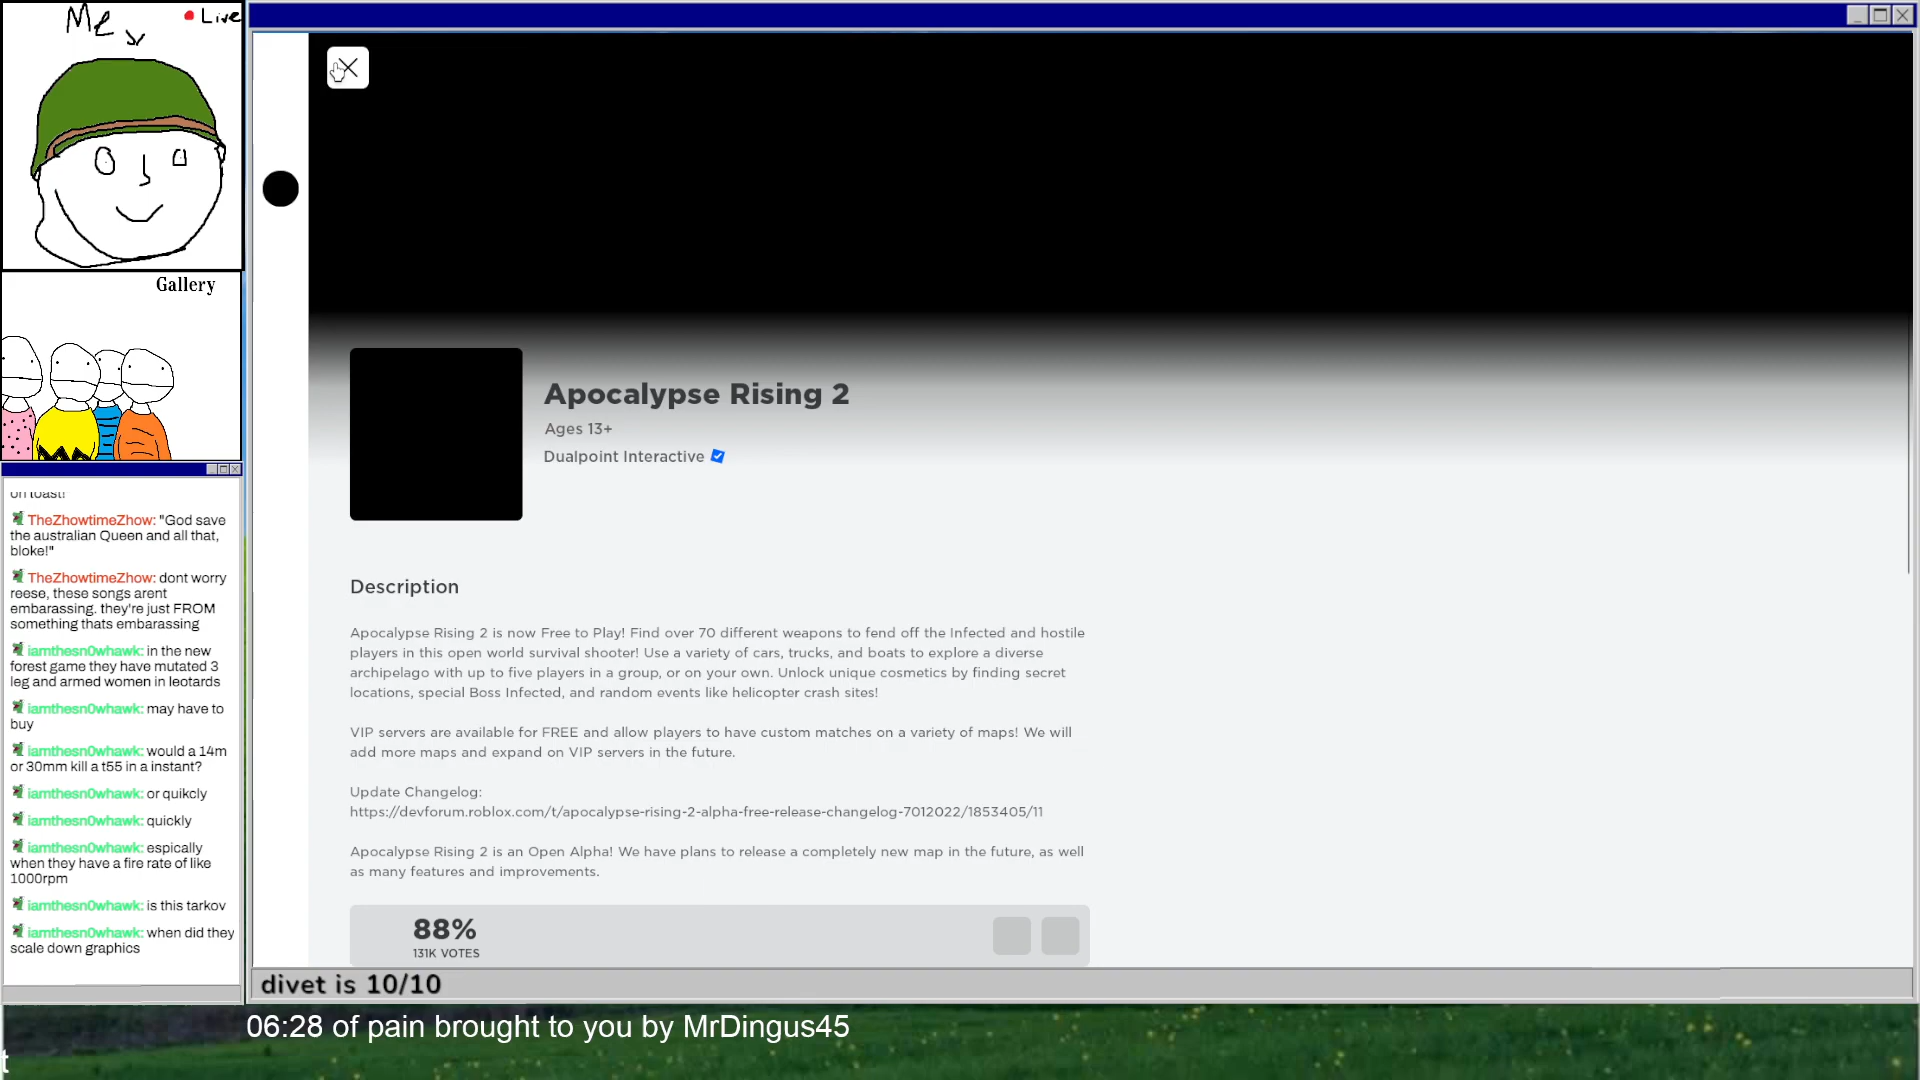 Me
Live
Gallery
on toast!
TheZhowtimeZhow: "God save
the australian Queen and all that,
bloke!"
TheZhowtimeZhow: dont worry
reese, these songs arent
embarassing. they're just FROM
something thats embarassing
iamthesn0whawk: in the new
forest game they have mutated 3
leg and armed women in leotards
iamthesn0whawk: may have to
buy
iamthesn0whawk: would a 14m
or 30mm kill a t55 in a instant?
iamthesn0whawk: or quikcly
iamthesn0whawk: quickly
iamthesn0whawk: espically
when they have a fire rate of like
1000rpm
iamthesn0whawk: is this tarkov
iamthesn0whawk: when did they
scale down graphics
Apocalypse Rising 2
Ages 13+
Dualpoint Interactive
Description
Apocalypse Rising 2 is now Free to Play! Find over 70 different weapons to fend off the Infected and hostile
players in this open world survival shooter! Use a variety of cars, trucks, and boats to explore a diverse
archipelago with up to five players in a group, or on your own. Unlock unique cosmetics by finding secret
locations, special Boss Infected, and random events like helicopter crash sites!
VIP servers are available for FREE and allow players to have custom matches on a variety of maps! We will
add more maps and expand on VIP servers in the future.
Update Changelog:
https://devforum.roblox.com/t/apocalypse-rising-2-alpha-free-release-changelog-7012022/1853405/11
Apocalypse Rising 2 is an Open Alpha! We have plans to release a completely new map in the future, as well
as many features and improvements.
88%
131K VOTES
divet is 10/10
06:28 of pain brought to you by MrDingus45
t